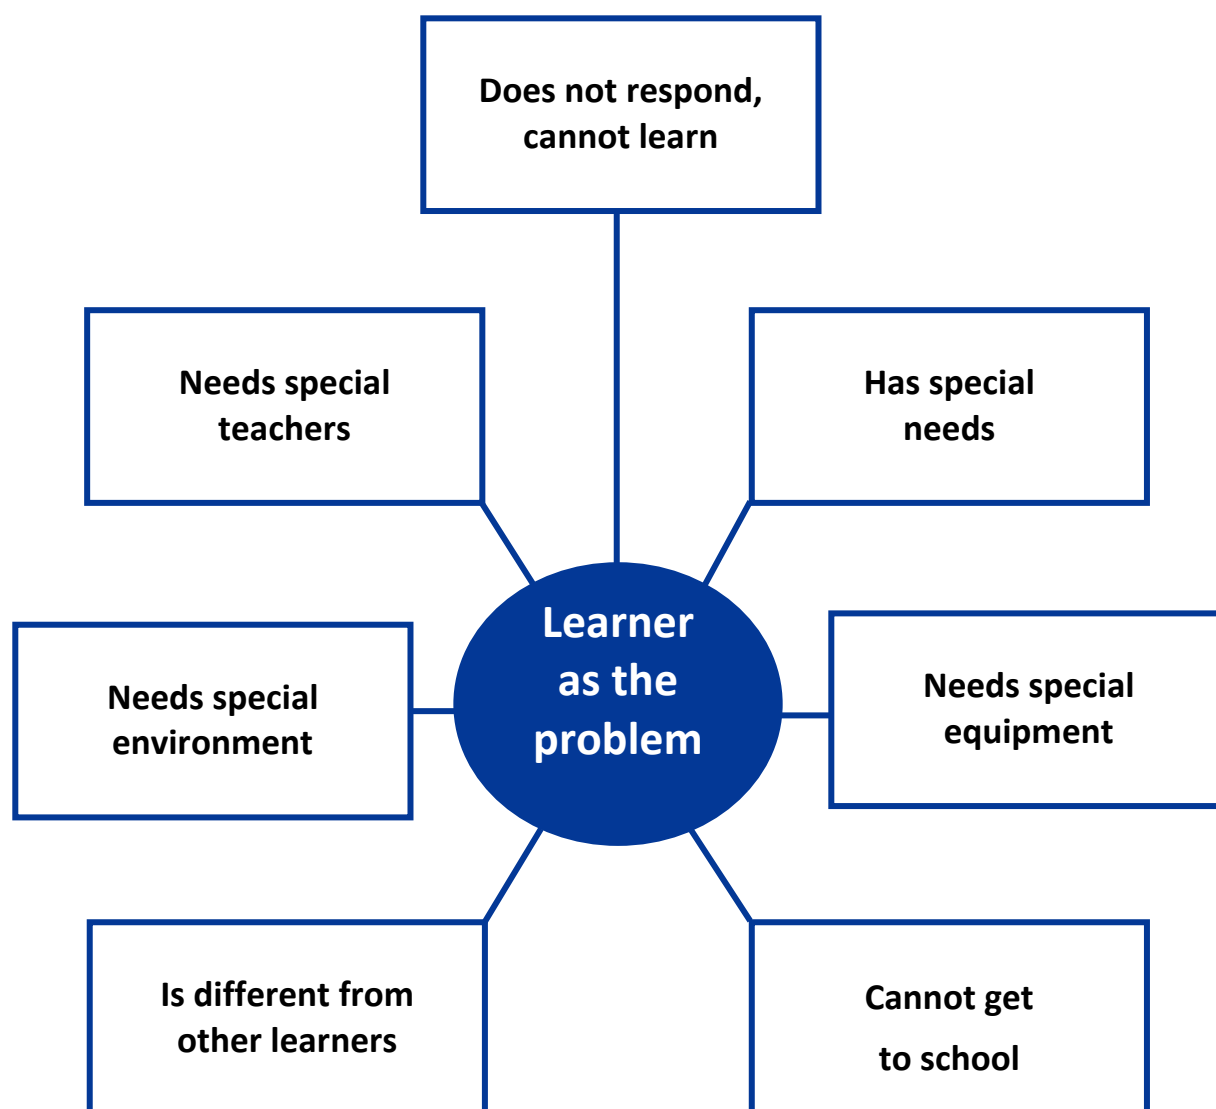 Does not respond,
cannot learn
Needs special
teachers
Has special
needs
Learner
as the
problem
Needs special
environment
Needs special
equipment
Is different from
other learners
Cannot get
to school